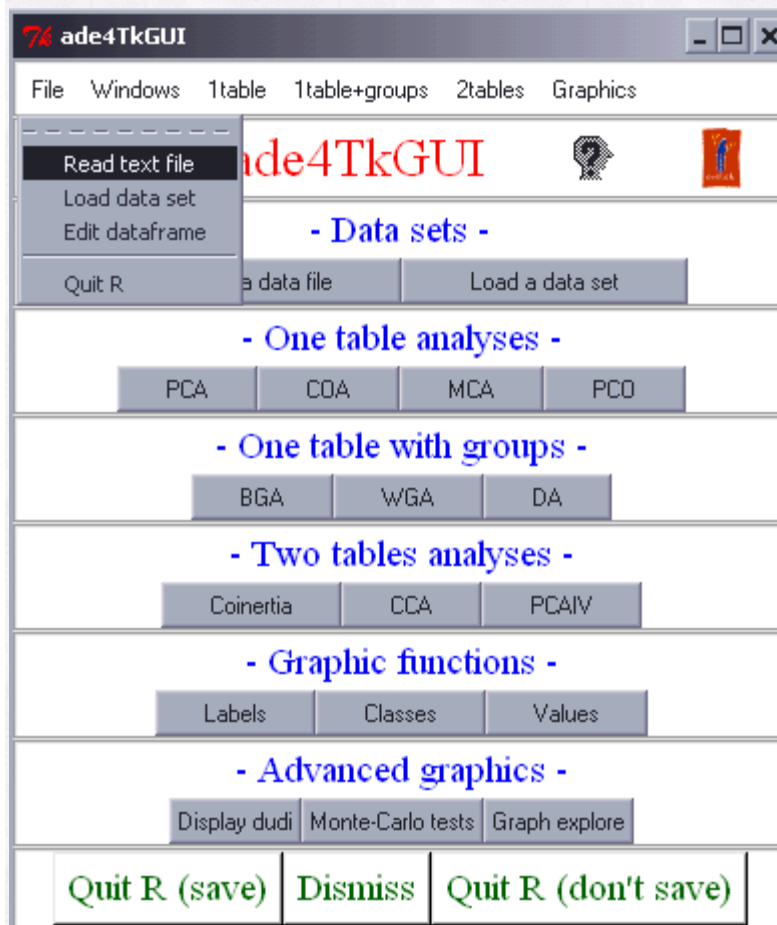 ade4TkGUI
File Windows 1table 1table+groups 2tables Graphics
Read text file
Load data set
Edit dataframe
Quit R
ade4TkGUI
- Data sets -
a data file Load a data set
- One table analyses -
PCA COA MCA PCO
- One table with groups -
BGA WGA DA
- Two tables analyses -
Coinertia CCA PCAIV
- Graphic functions -
Labels Classes Values
- Advanced graphics -
Display dudi Monte-Carlo tests Graph explore
Quit R (save) Dismiss Quit R (don't save)